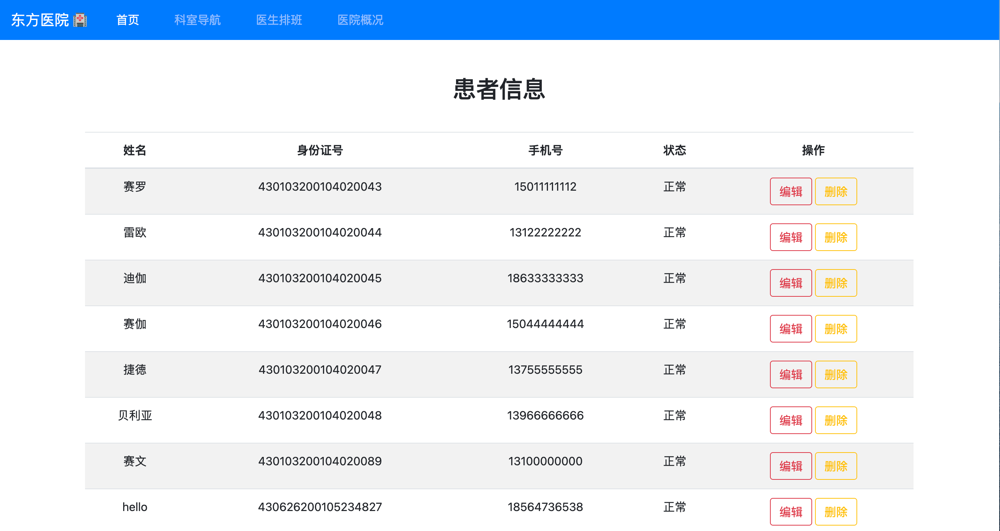 东方医院 🏥 首页 科室导航 医生排班 医院概况
患者信息
姓名 身份证号 手机号 状态 操作
赛罗 430103200104020043 15011111112 正常 编辑 删除
雷欧 430103200104020044 13122222222 正常 编辑 删除
迪伽 430103200104020045 18633333333 正常 编辑 删除
赛伽 430103200104020046 15044444444 正常 编辑 删除
捷德 430103200104020047 13755555555 正常 编辑 删除
贝利亚 430103200104020048 13966666666 正常 编辑 删除
赛文 430103200104020089 13100000000 正常 编辑 删除
hello 430626200105234827 18564736538 正常 编辑 删除